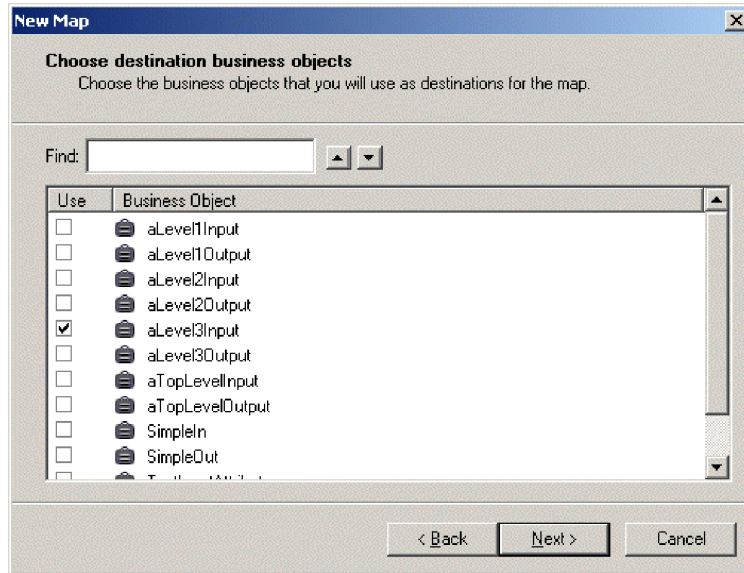 New Map
Choose destination business objects
Choose the business objects that you will use as destinations for the map.
Find:
Use Business Object
aLevel1Input
aLevel1Output
aLevel2Input
aLevel2Output
aLevel3Input
aLevel3Output
aTopLevelInput
aTopLevelOutput
SimpleIn
SimpleOut
< Back Next > Cancel